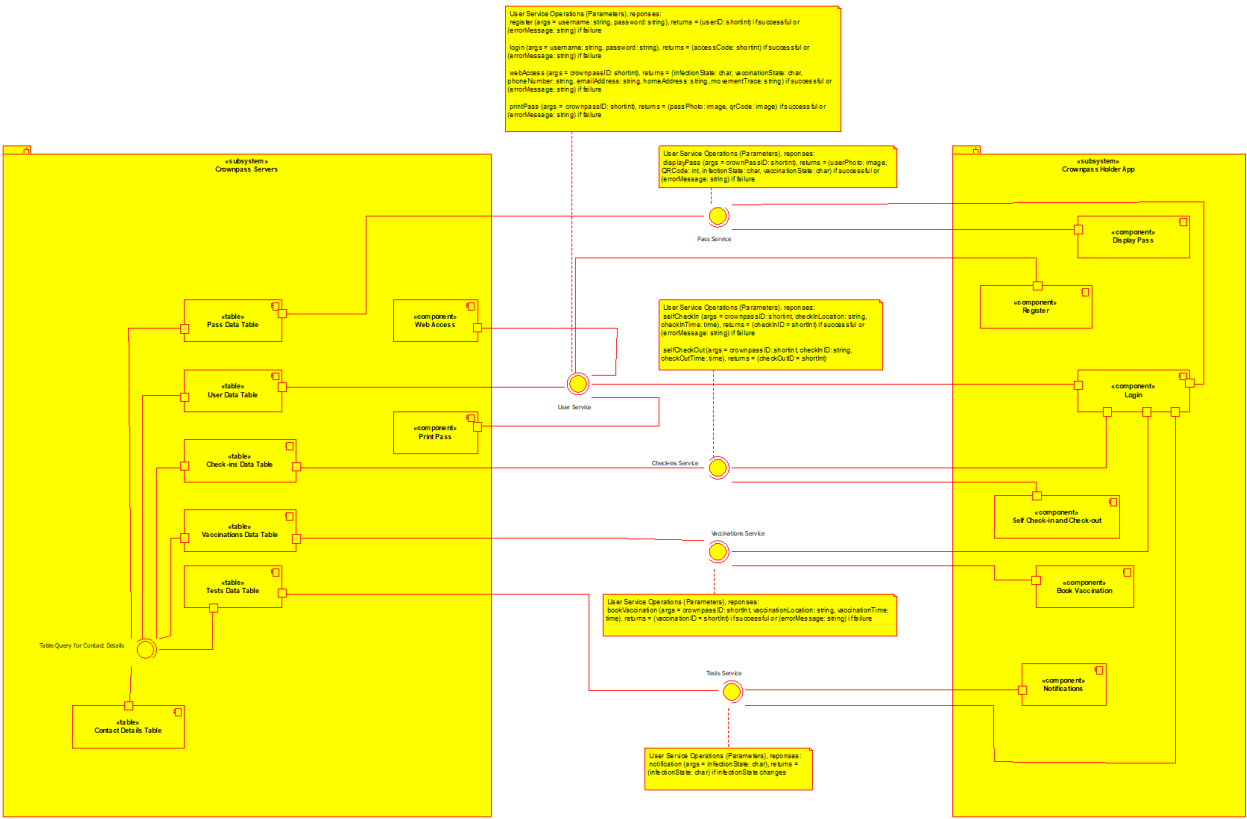 User Service Operations (Parameters), reponses:
register (args = username: string, password: string), returns = (userID: shortint) if successful or
(errorMessage: string) if failure
login (args = username: string, password: string), returns = (accessCode: shortint) if successful or
(errorMessage: string) if failure
webAccess (args = crownpassID: shortint), returns = (infectionState: char, vaccinationState: char,
phoneNumber: string, emailAddress: string, homeAddress: string, movementTrace: string) if successful or
(errorMessage: string) if failure
printPass (args = crownpassID: shortint), returns = (passPhoto: image, qrCode: image) if successful or
(errorMessage: string) if failure
«subsystem»
Crownpass Servers
User Service Operations (Parameters), reponses:
displayPass (args = crownPassID: shortint), returns = (userPhoto: image,
QRCode: int, infectionState: char, vaccinationState: char) if successful or
(errorMessage: string) if failure
«subsystem»
Crownpass Holder App
Pass Service
«component»
Display Pass
«table»
Pass Data Table
«component»
Web Access
User Service Operations (Parameters), reponses:
selfCheckIn (args = crownpassID: shortint, checkInLocation: string,
checkInTime: time), returns = (checkinID = shortInt) if successful or
(errorMessage: string) if failure
selfCheckOut (args = crownpassID: shortInt, checkInID: string,
checkOutTime: time), returns = (checkOutID = shortInt)
«component»
Register
«table»
User Data Table
User Service
«component»
Login
«component»
Print Pass
«table»
Check-ins Data Table
Check-ins Service
«table»
Vaccinations Data Table
Vaccinations Service
«component»
Self Check-in and Check-out
«table»
Tests Data Table
«component»
Book Vaccination
User Service Operations (Parameters), reponses:
bookVaccination (args = crownpassID: shortInt, vaccinationLocation: string, vaccinationTime:
time), returns = (vaccinationID = shortInt) if successful or (errorMessage: string) if failure
Table Query for Contact Details
Tests Service
«component»
Notifications
«table»
Contact Details Table
User Service Operations (Parameters), reponses:
notification (args = infectionState: char), returns =
(infectionState: char) if infectionState changes